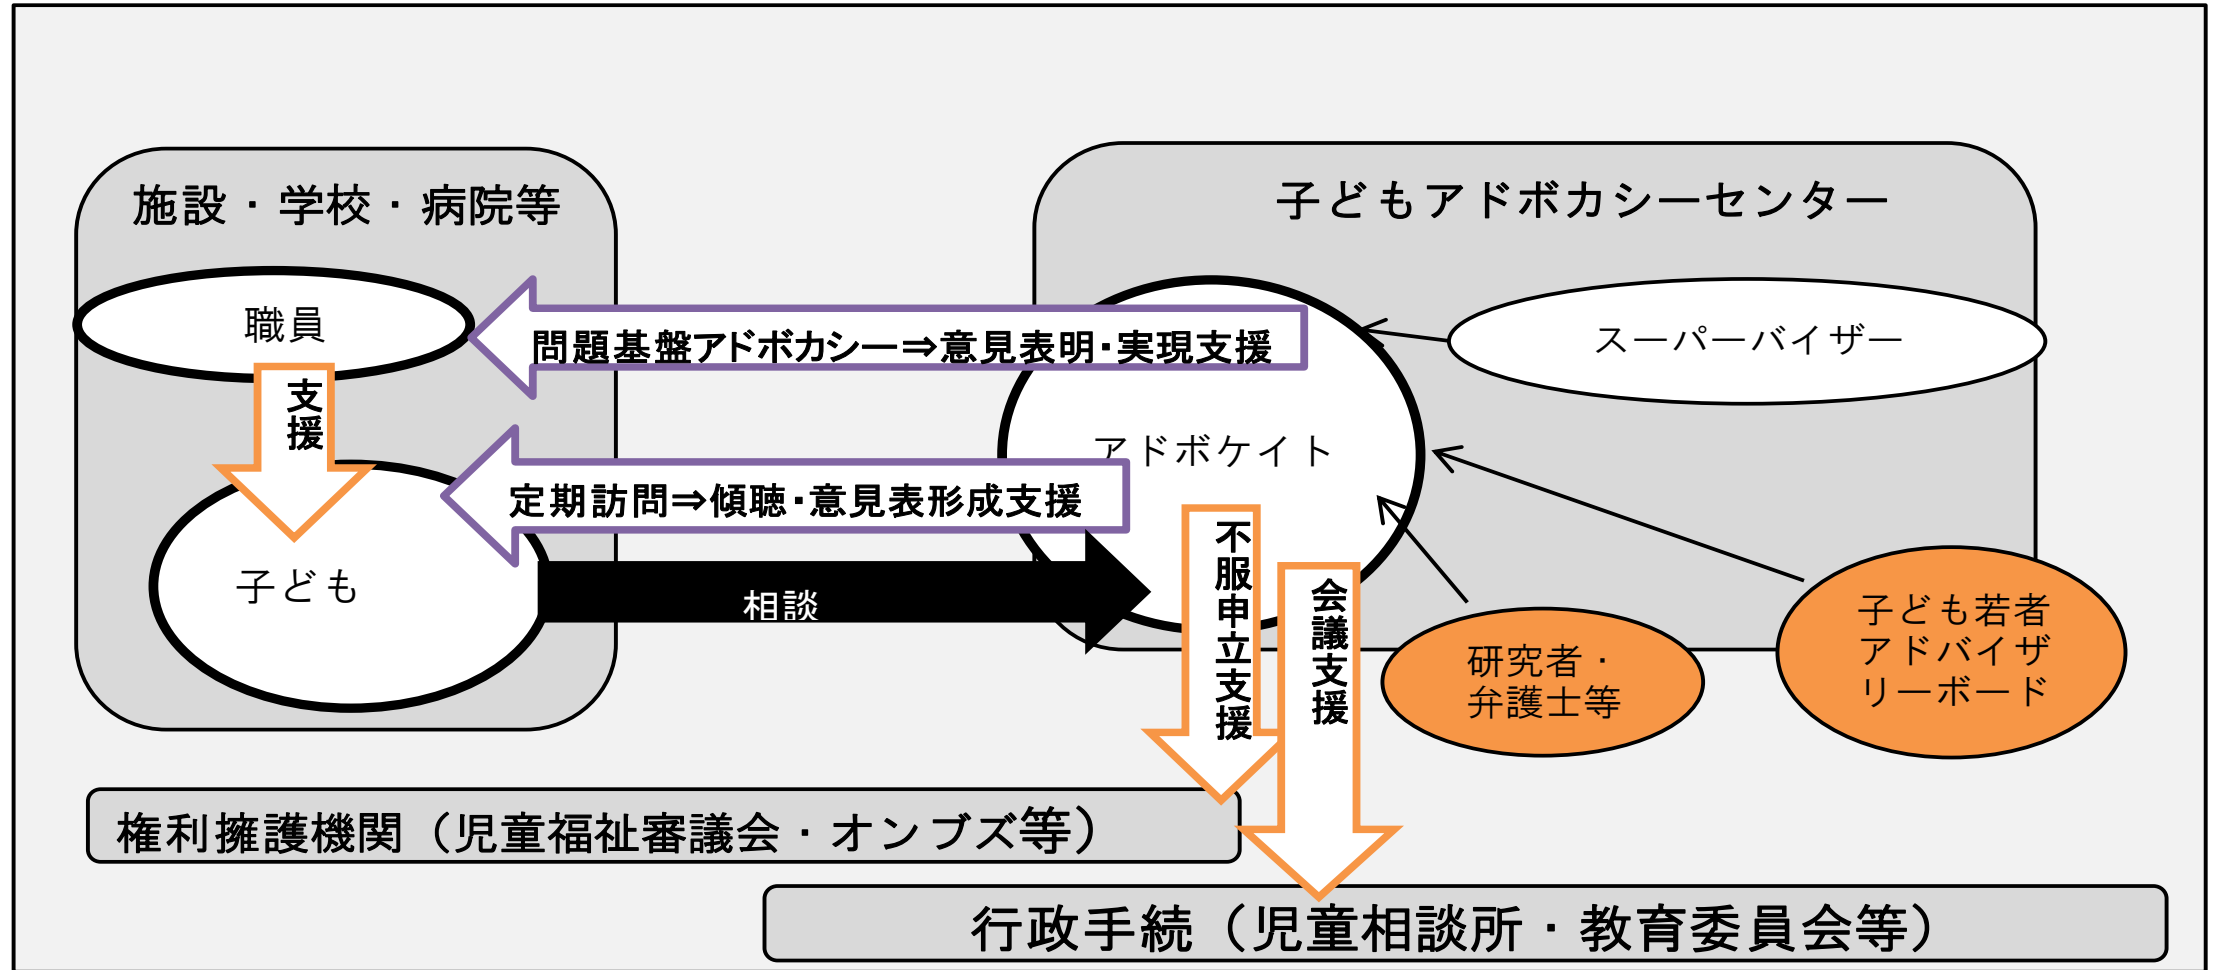 施設・学校・病院等
子どもアドボカシーセンター
職員
問題基盤アドボカシー⇒意見表明・実現支援
スーパーバイザー
支援
アドボケイト
定期訪問⇒傾聴・意見表形成支援
子ども
相談
不服申立支援
会議支援
研究者・
弁護士等
子ども若者
アドバイザ
リーボード
権利擁護機関（児童福祉審議会・オンブズ等）
行政手続（児童相談所・教育委員会等）